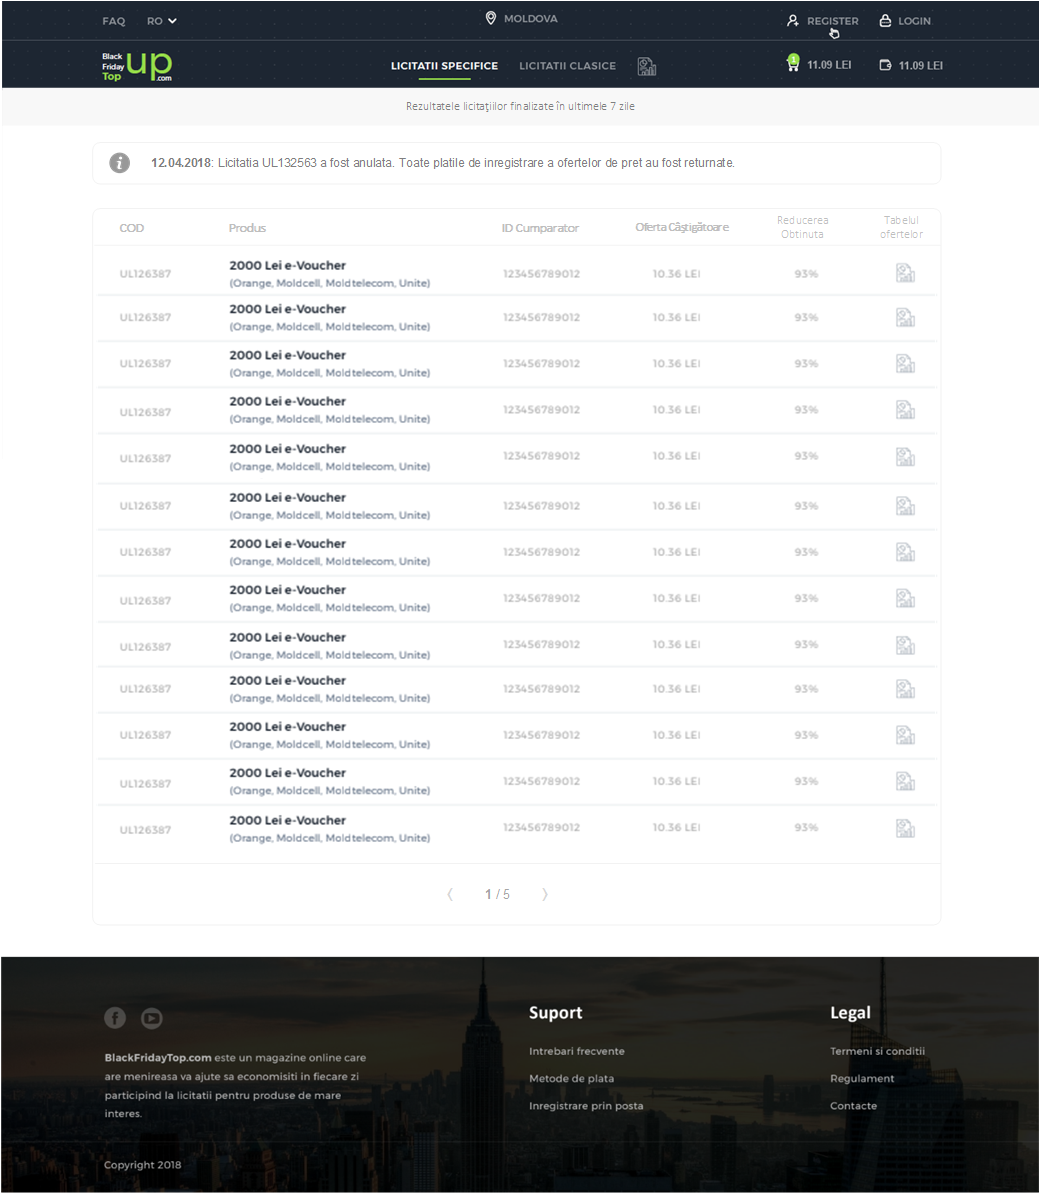 FAQ RO MOLDOVA REGISTER LOGIN
Black
Friday
Top
up
.com
LICITATII SPECIFICE LICITATII CLASICE 1 11.09 LEI 11.09 LEI
Rezultatele licitațiilor finalizate în ultimele 7 zile
12.04.2018: Licitatia UL132563 a fost anulata. Toate platile de inregistrare a ofertelor de pret au fost returnate.
COD Produs ID Cumparator Oferta Câştigătoare Reducerea Obtinuta Tabelul ofertelor
UL126387 2000 Lei e-Voucher 123456789012 10.36 LEI 93%
(Orange, Moldcell, Moldtelecom, Unite)
UL126387 2000 Lei e-Voucher 123456789012 10.36 LEI 93%
(Orange, Moldcell, Moldtelecom, Unite)
UL126387 2000 Lei e-Voucher 123456789012 10.36 LEI 93%
(Orange, Moldcell, Moldtelecom, Unite)
UL126387 2000 Lei e-Voucher 123456789012 10.36 LEI 93%
(Orange, Moldcell, Moldtelecom, Unite)
UL126387 2000 Lei e-Voucher 123456789012 10.36 LEI 93%
(Orange, Moldcell, Moldtelecom, Unite)
UL126387 2000 Lei e-Voucher 123456789012 10.36 LEI 93%
(Orange, Moldcell, Moldtelecom, Unite)
UL126387 2000 Lei e-Voucher 123456789012 10.36 LEI 93%
(Orange, Moldcell, Moldtelecom, Unite)
UL126387 2000 Lei e-Voucher 123456789012 10.36 LEI 93%
(Orange, Moldcell, Moldtelecom, Unite)
UL126387 2000 Lei e-Voucher 123456789012 10.36 LEI 93%
(Orange, Moldcell, Moldtelecom, Unite)
UL126387 2000 Lei e-Voucher 123456789012 10.36 LEI 93%
(Orange, Moldcell, Moldtelecom, Unite)
UL126387 2000 Lei e-Voucher 123456789012 10.36 LEI 93%
(Orange, Moldcell, Moldtelecom, Unite)
UL126387 2000 Lei e-Voucher 123456789012 10.36 LEI 93%
(Orange, Moldcell, Moldtelecom, Unite)
UL126387 2000 Lei e-Voucher 123456789012 10.36 LEI 93%
(Orange, Moldcell, Moldtelecom, Unite)
1 / 5
BlackFridayTop.com este un magazine online care
are menireasa va ajute sa economisiti in fiecare zi
participind la licitatii pentru produse de mare
interes.
Suport
Intrebari frecvente
Metode de plata
Inregistrare prin posta
Legal
Termeni si conditii
Regulament
Contacte
Copyright 2018